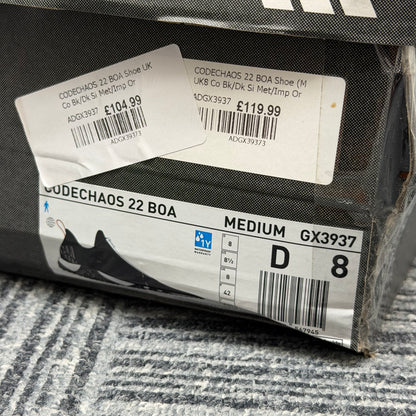 CODECHAOS 22 BOA Shoe UK
Co Bk/Dk Si Met/Imp Or
ADGX3937 £104.99
ADGX39373
CODECHAOS 22 BOA Shoe (M
UK8 Co Bk/Dk Si Met/Imp Or
ADGX3937 £119.99
ADGX39373
CODECHAOS 22 BOA MEDIUM GX3937
1Y
D 8
8
8½
8
42